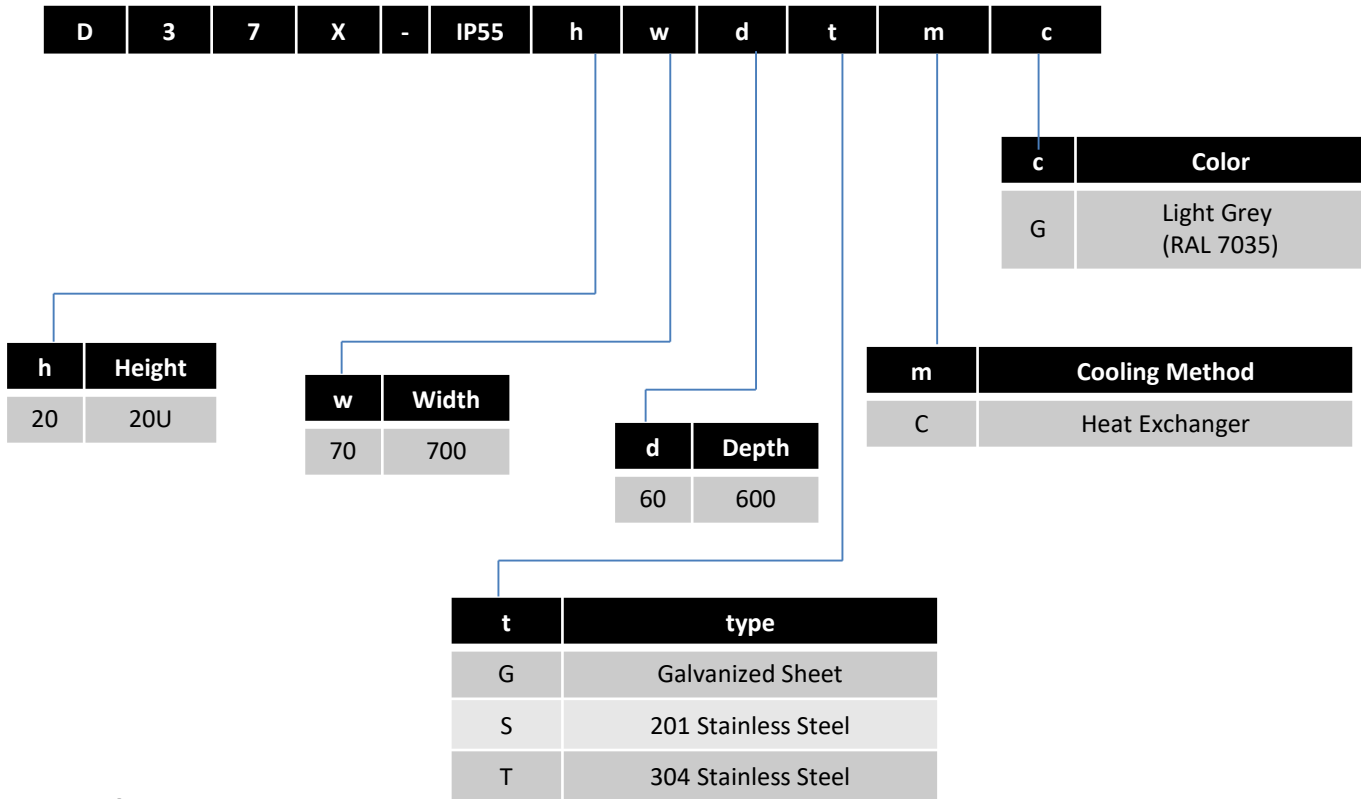 D 3 7 X - IP55 h w d t m c
c Color
G Light Grey
(RAL 7035)
h Height
20 20U
w Width
70 700
d Depth
60 600
m Cooling Method
C Heat Exchanger
t type
G Galvanized Sheet
S 201 Stainless Steel
T 304 Stainless Steel